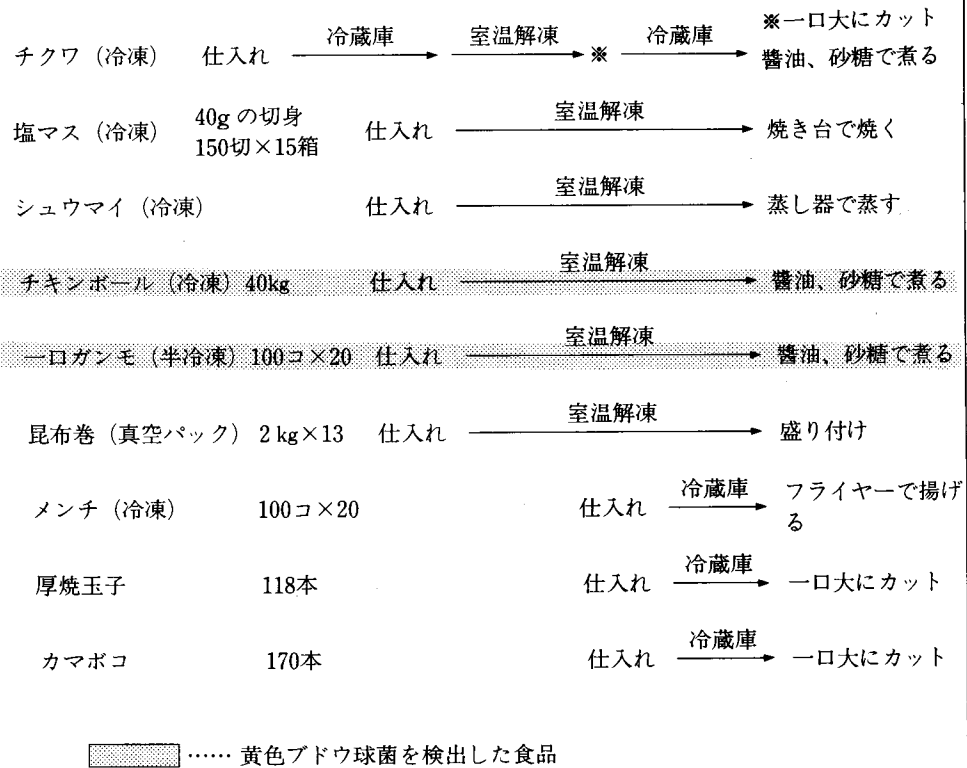 ※一口大にカット
冷蔵庫 室温解凍 冷蔵庫
チクワ（冷凍） 仕入れ ※ 醬油、砂糖で煮る
室温解凍
塩マス（冷凍） 40gの切身 150切×15箱 仕入れ 焼き台で焼く
室温解凍
シュウマイ（冷凍） 仕入れ 蒸し器で蒸す
室温解凍
チキンボール（冷凍）40kg 仕入れ 醬油、砂糖で煮る
室温解凍
一口ガンモ（半冷凍）100コ×20 仕入れ 醬油、砂糖で煮る
室温解凍
昆布巻（真空パック） 2kg×13 仕入れ 盛り付け
冷蔵庫
メンチ（冷凍） 100コ×20 仕入れ フライヤーで揚げ
る
冷蔵庫
厚焼玉子 118本 仕入れ 一口大にカット
冷蔵庫
カマボコ 170本 仕入れ 一口大にカット
…… 黄色ブドウ球菌を検出した食品